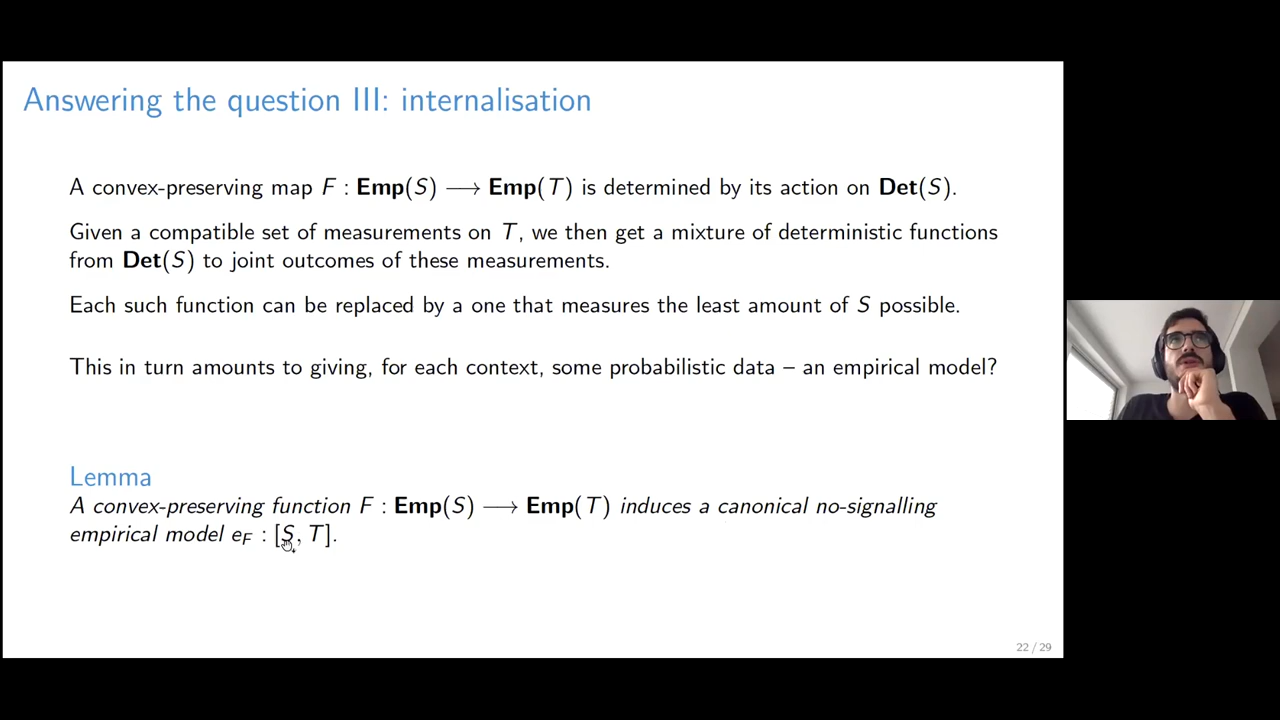 Answering the question III: internalisation
A convex-preserving map F : Emp(S) ⟶ Emp(T) is determined by its action on Det(S).
Given a compatible set of measurements on T, we then get a mixture of deterministic functions
from Det(S) to joint outcomes of these measurements.
Each such function can be replaced by a one that measures the least amount of S possible.
This in turn amounts to giving, for each context, some probabilistic data – an empirical model?
Lemma
A convex-preserving function F : Emp(S) ⟶ Emp(T) induces a canonical no-signalling
empirical model e_F : [S, T].
22 / 29